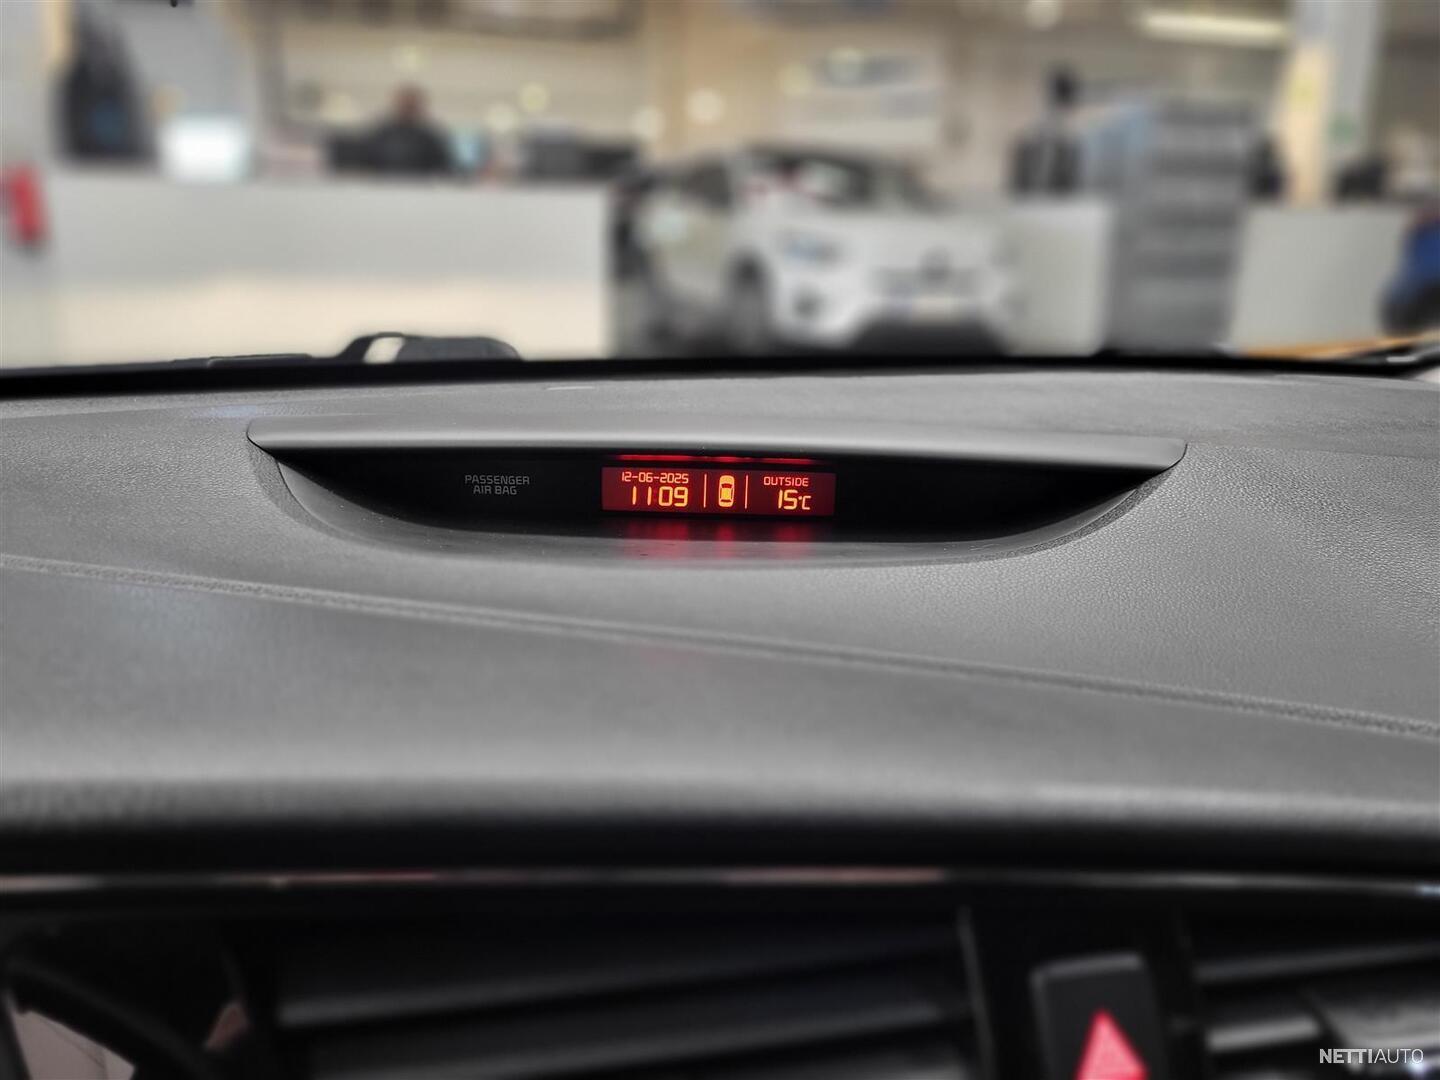 PASSENGER
AIR BAG
12-06-2025
11:09
OUTSIDE
15°C
NETTIAUTO